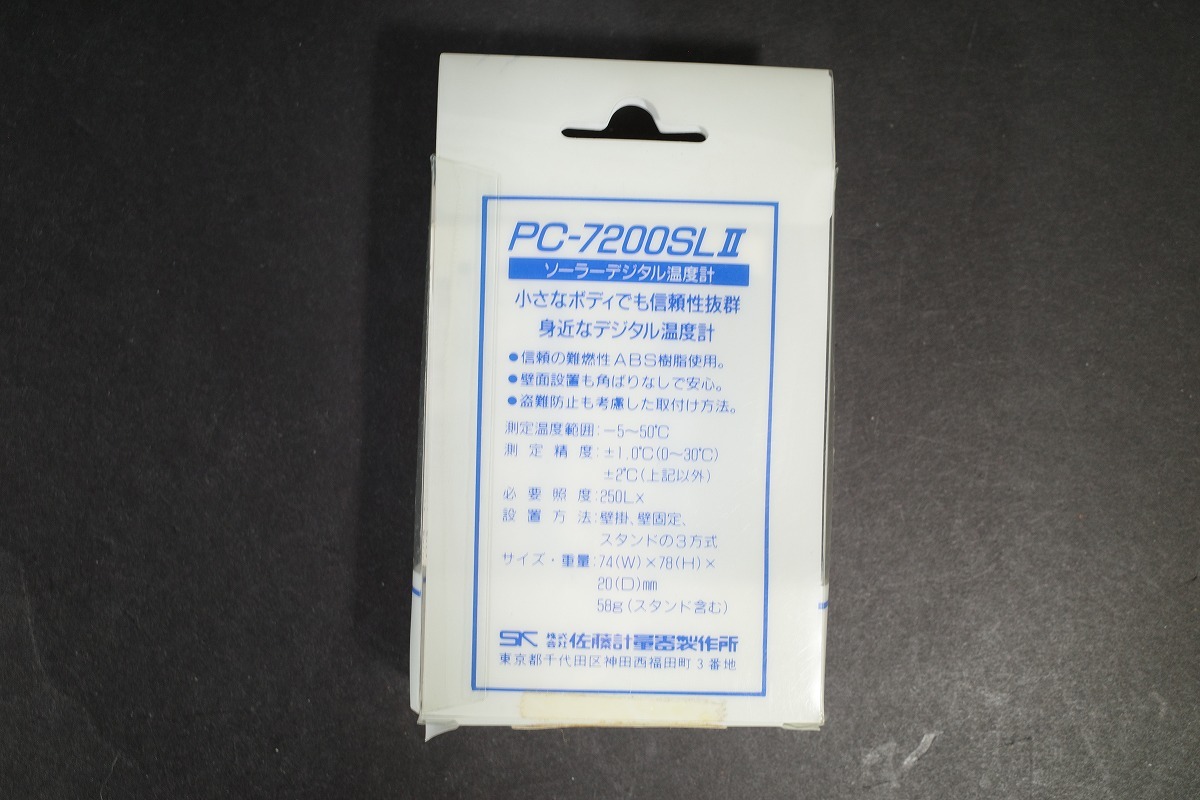 PC-7200SLⅡ
ソーラーデジタル温度計
小さなボディでも信頼性抜群
身近なデジタル温度計
●信頼の難燃性ABS樹脂使用。
●壁面設置も角ばりなしで安心。
●盗難防止も考慮した取付け方法。
測定温度範囲:−5〜50℃
測定精度:±1.0℃(0〜30℃)
±2℃(上記以外)
必要照度:250Lx
設置方法:壁掛、壁固定、
スタンドの3方式
サイズ・重量:74(W)×78(H)×
20(D)mm
58g(スタンド含む)
SK 株式会社 佐藤計量器製作所
東京都千代田区神田西福田町3番地